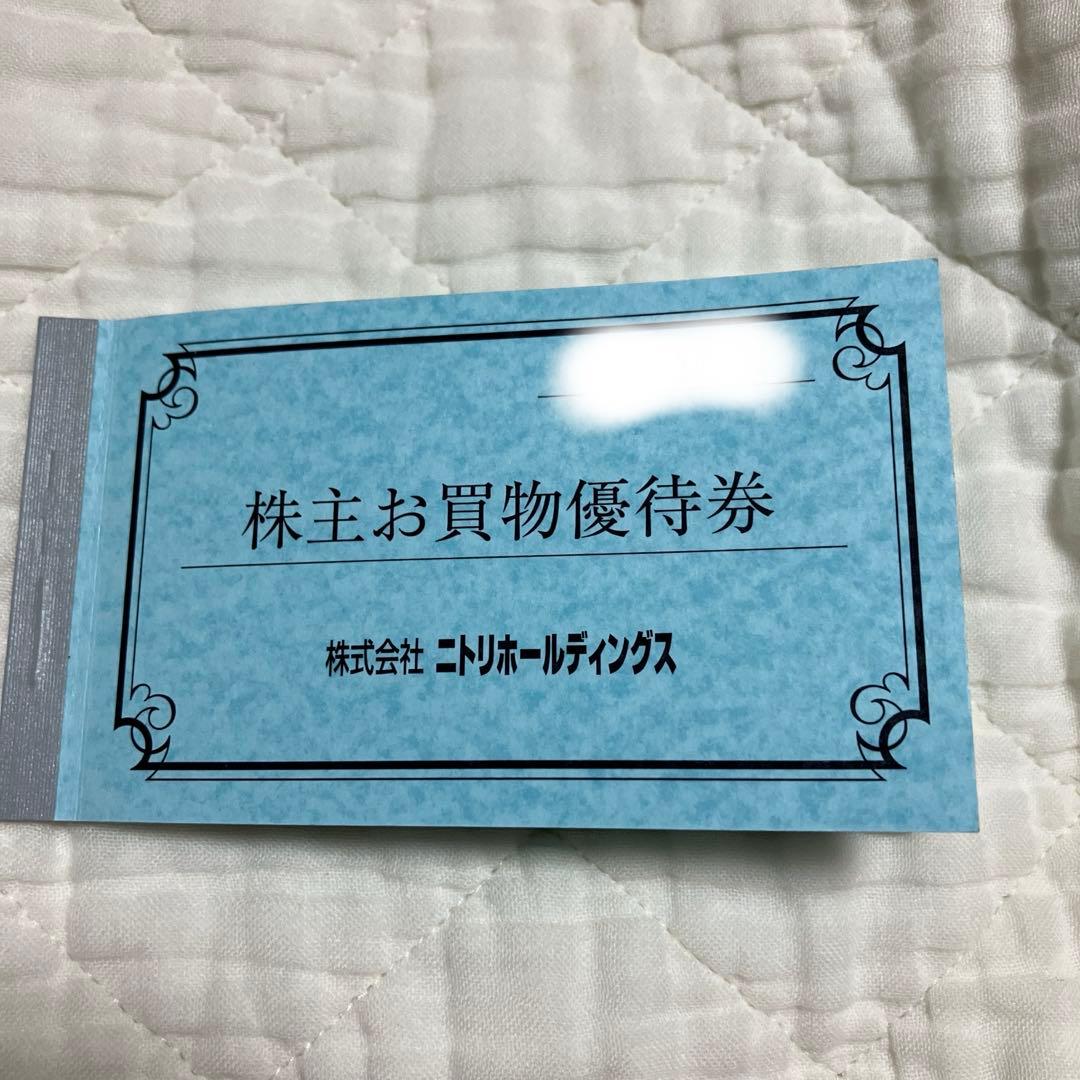 株主お買物優待券
株式会社 ニトリホールディングス